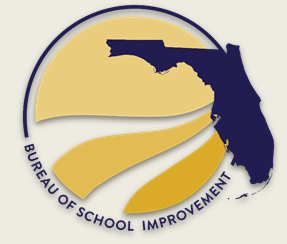 BUREAU OF SCHOOL IMPROVEMENT